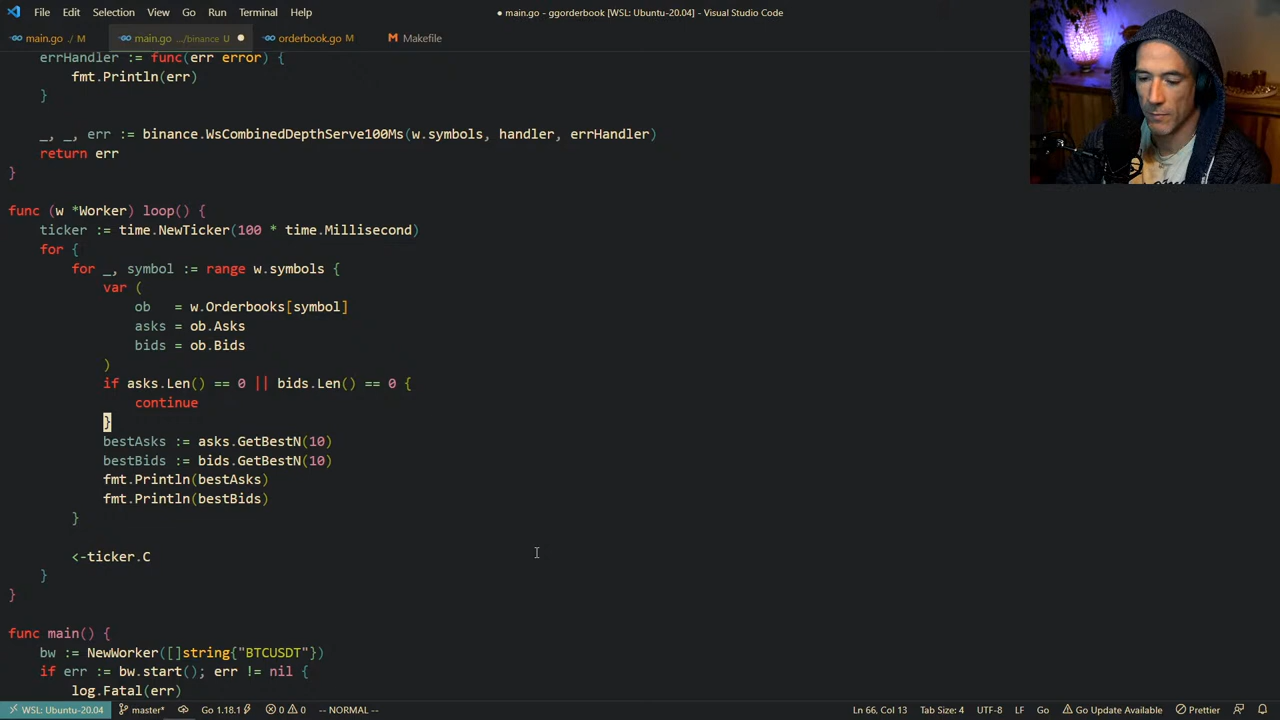 File Edit Selection View Go Run Terminal Help
● main.go - ggorderbook [WSL: Ubuntu-20.04] - Visual Studio Code
main.go ./ M main.go .../binance U ● orderbook.go M Makefile
errHandler := func(err error) {
fmt.Println(err)
}
_, _, err := binance.WsCombinedDepthServe100Ms(w.symbols, handler, errHandler)
return err
}
func (w *Worker) loop() {
ticker := time.NewTicker(100 * time.Millisecond)
for {
for _, symbol := range w.symbols {
var (
ob = w.Orderbooks[symbol]
asks = ob.Asks
bids = ob.Bids
)
if asks.Len() == 0 || bids.Len() == 0 {
continue
}
bestAsks := asks.GetBestN(10)
bestBids := bids.GetBestN(10)
fmt.Println(bestAsks)
fmt.Println(bestBids)
}
<-ticker.C
}
}
func main() {
bw := NewWorker([]string{"BTCUSDT"})
if err := bw.start(); err != nil {
log.Fatal(err)
WSL: Ubuntu-20.04 master* Go 1.18.1 0 0 -- NORMAL -- Ln 66, Col 13 Tab Size: 4 UTF-8 LF Go Go Update Available Prettier